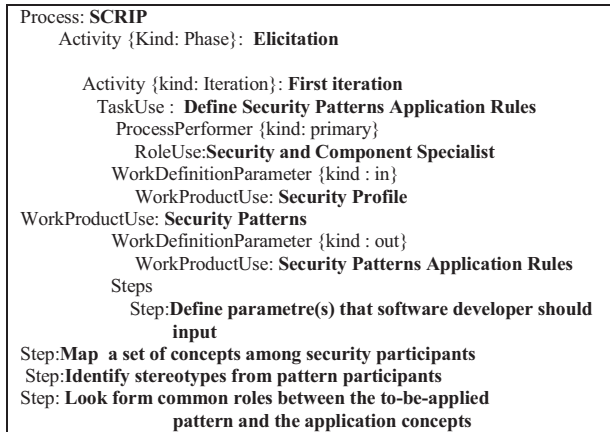 Process: SCRIP
Activity {Kind: Phase}: Elicitation
Activity {kind: Iteration}: First iteration
TaskUse : Define Security Patterns Application Rules
ProcessPerformer {kind: primary}
RoleUse:Security and Component Specialist
WorkDefinitionParameter {kind : in}
WorkProductUse: Security Profile
WorkProductUse: Security Patterns
WorkDefinitionParameter {kind : out}
WorkProductUse: Security Patterns Application Rules
Steps
Step:Define parametre(s) that software developer should
input
Step:Map a set of concepts among security participants
Step:Identify stereotypes from pattern participants
Step: Look form common roles between the to-be-applied
pattern and the application concepts